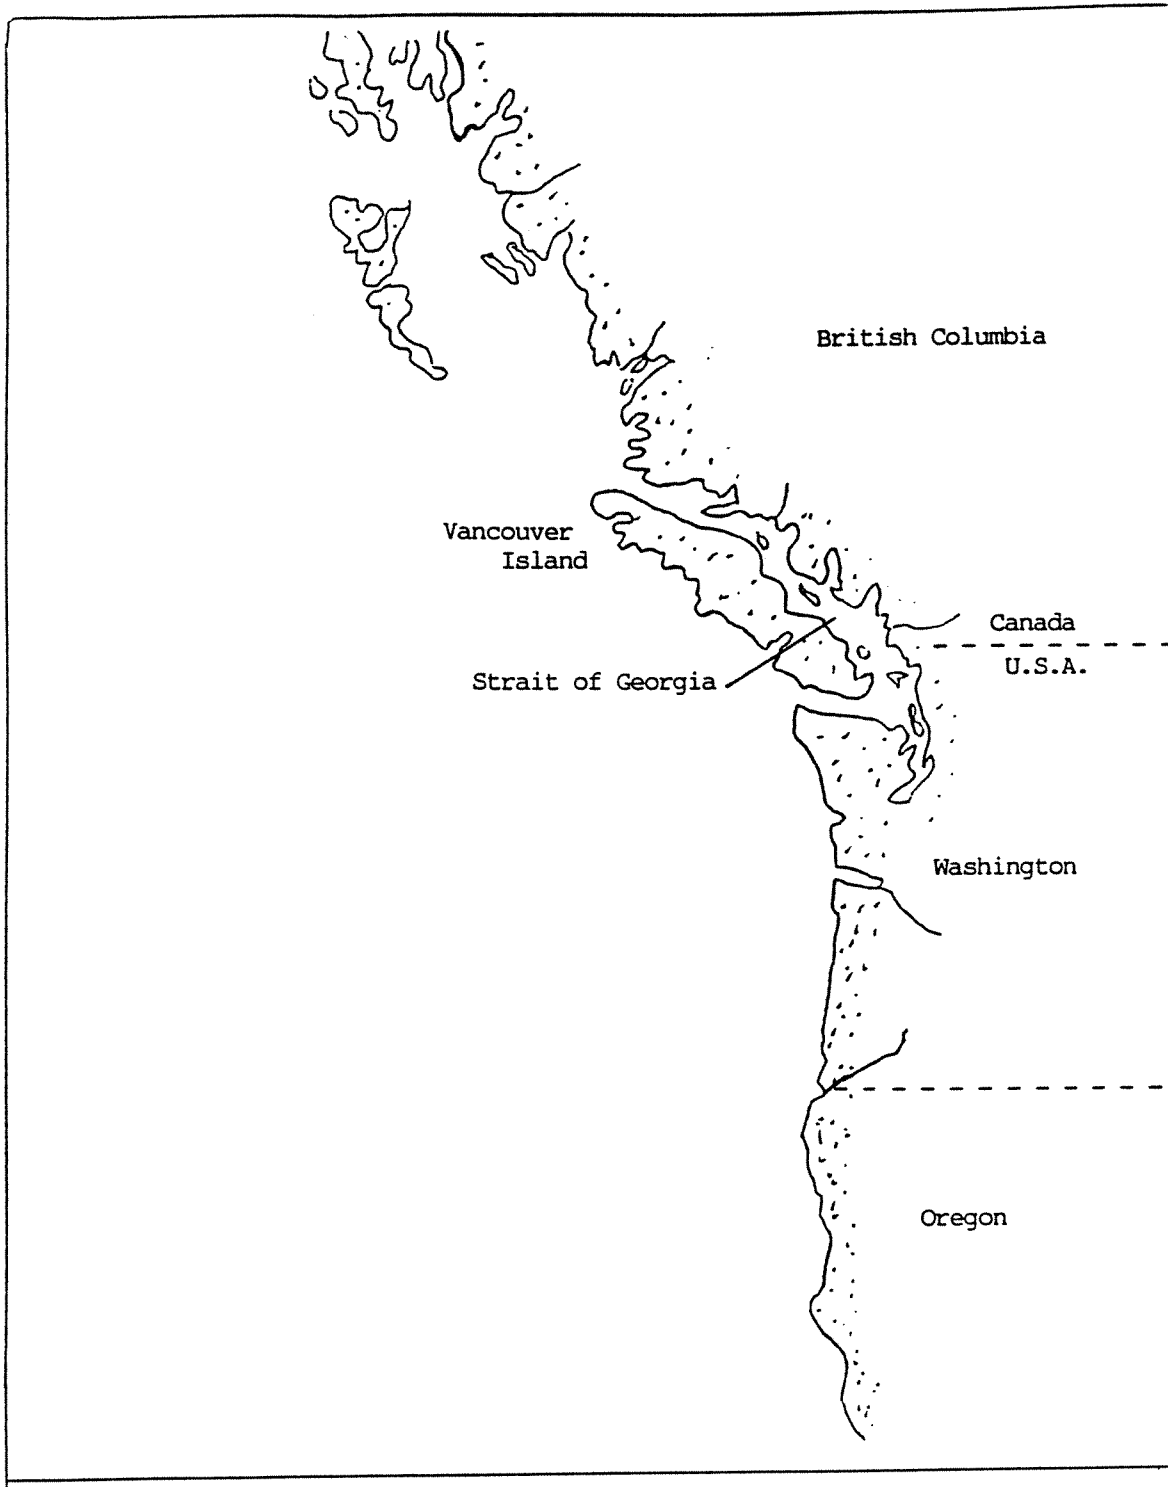 British Columbia
Vancouver
Island
Canada
U.S.A.
Strait of Georgia
Washington
Oregon